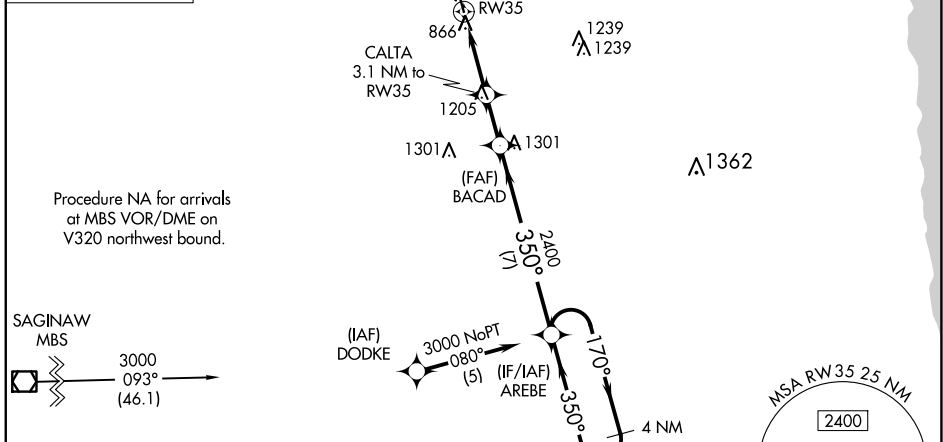 RW35
866
1239
1239
CALTA
3.1 NM to
RW35
1205
1301
1301
1362
(FAF)
BACAD
Procedure NA for arrivals
at MBS VOR/DME on
V320 northwest bound.
2400
350°
(7)
SAGINAW
MBS
3000
093°
(46.1)
(IAF)
DODKE
3000 NoPT
080°
(5)
(IF/IAF)
AREBE
170°
350°
4 NM
MSA RW35 25 NM
2400